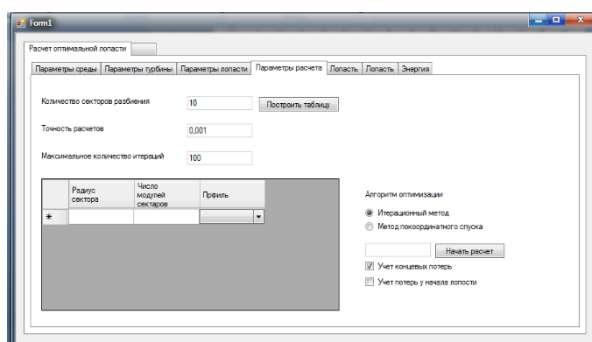 Form1
Расчет оптимальной лопасти
Параметры среды Параметры турбины Параметры лопасти Параметры расчета Лопасть Лопасть Энергия
Количество секторов разбиения 10 Построить таблицу
Точность расчетов 0,001
Максимальное количество итераций 100
Радиус сектора Число модулей сектаров Профиль
Алгоритм оптимизации
Итерационный метод
Метод покоординатного спуска
Начать расчет
Учет концевых потерь
Учет потерь у начала лопости